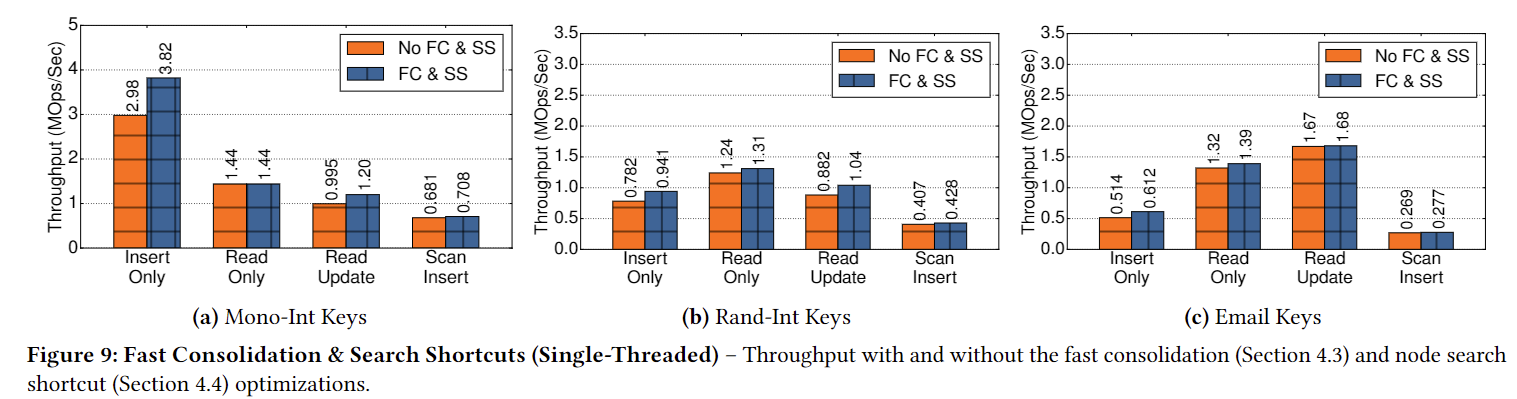 Throughput (MOps/Sec)
5
4
3
2
1
0
No FC & SS
FC & SS
2.98
3.82
1.44
1.44
0.995
1.20
0.681
0.708
Insert Only
Read Only
Read Update
Scan Insert
(a) Mono-Int Keys
Throughput (MOps/Sec)
3.5
3.0
2.5
2.0
1.5
1.0
0.5
0.0
No FC & SS
FC & SS
0.782
0.941
1.24
1.31
0.882
1.04
0.407
0.428
Insert Only
Read Only
Read Update
Scan Insert
(b) Rand-Int Keys
Throughput (MOps/Sec)
3.5
3.0
2.5
2.0
1.5
1.0
0.5
0.0
No FC & SS
FC & SS
0.514
0.612
1.32
1.39
1.67
1.68
0.269
0.277
Insert Only
Read Only
Read Update
Scan Insert
(c) Email Keys
Figure 9: Fast Consolidation & Search Shortcuts (Single-Threaded) – Throughput with and without the fast consolidation (Section 4.3) and node search
shortcut (Section 4.4) optimizations.